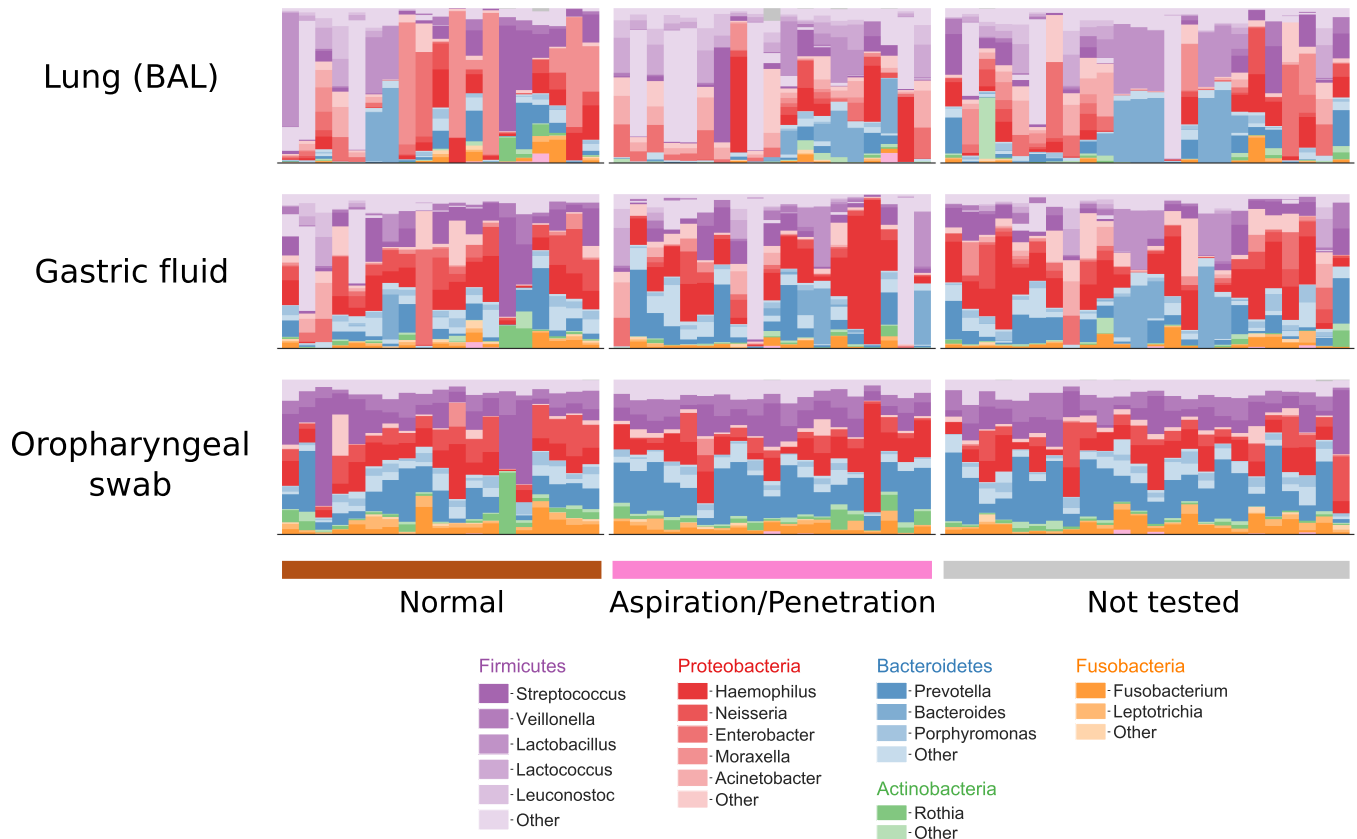 Lung (BAL)
Gastric fluid
Oropharyngeal
swab
Normal
Aspiration/Penetration
Not tested
Firmicutes
Streptococcus
Veillonella
Lactobacillus
Lactococcus
Leuconostoc
Other
Proteobacteria
Haemophilus
Neisseria
Enterobacter
Moraxella
Acinetobacter
Other
Bacteroidetes
Prevotella
Bacteroides
Porphyromonas
Other
Actinobacteria
Rothia
Other
Fusobacteria
Fusobacterium
Leptotrichia
Other